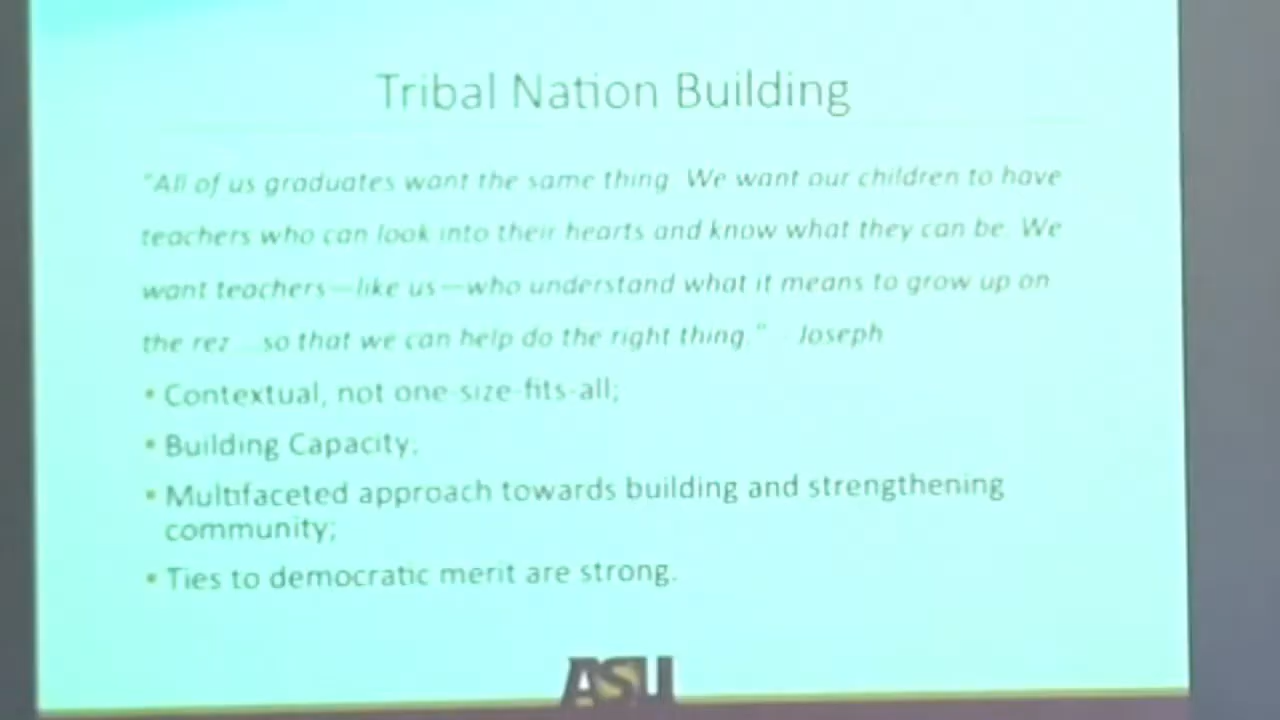 Tribal Nation Building
"All of us graduates want the same thing. We want our children to have
teachers who can look into their hearts and know what they can be. We
want teachers—like us—who understand what it means to grow up on
the rez...so that we can help do the right thing." - Joseph
• Contextual, not one-size-fits-all;
• Building Capacity;
• Multifaceted approach towards building and strengthening
community;
• Ties to democratic merit are strong.
ASU